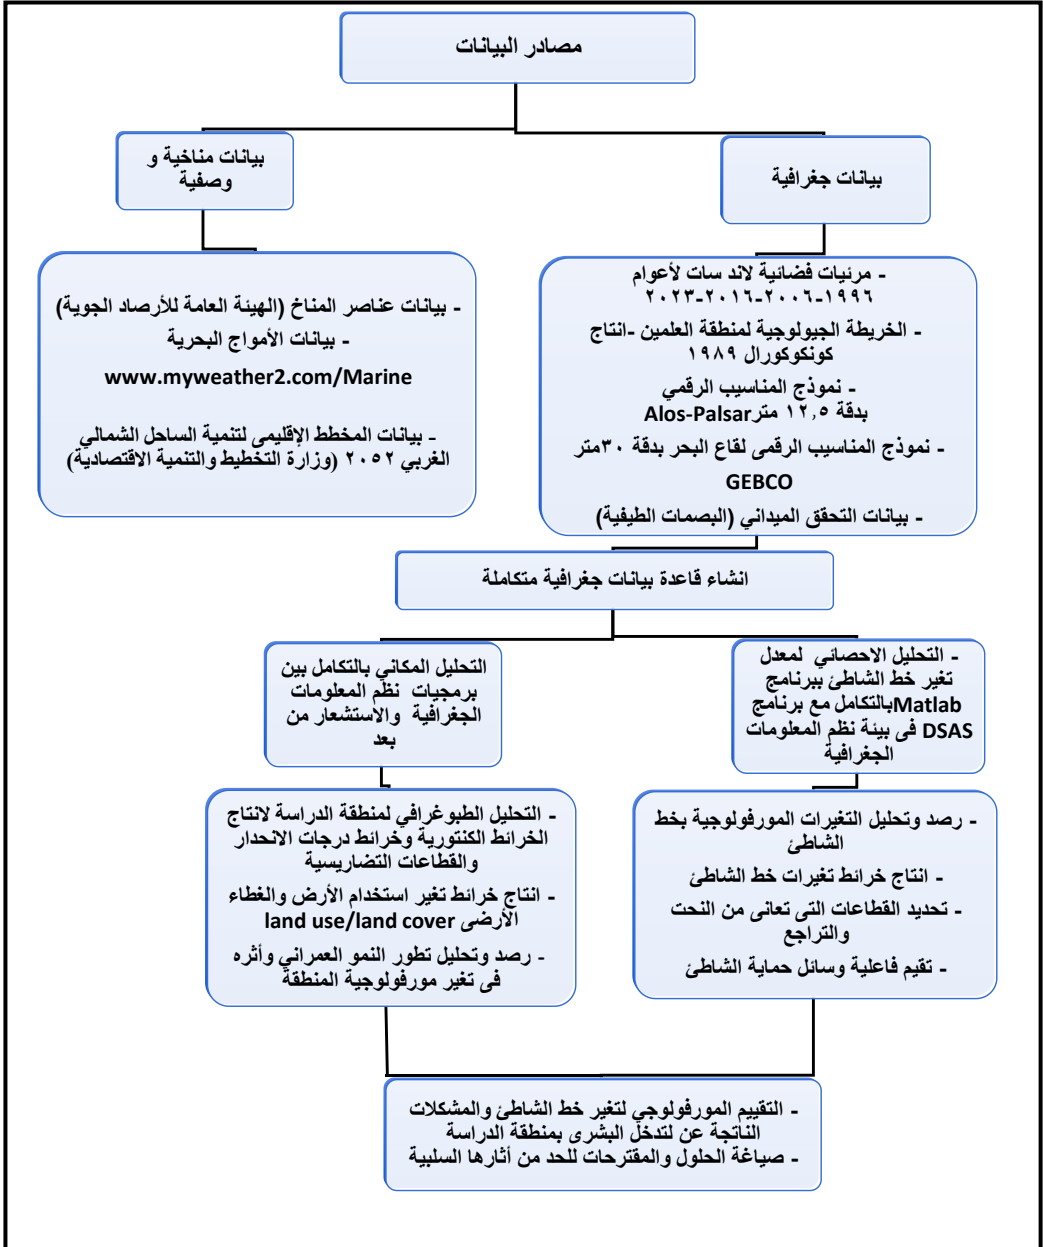 مصادر البيانات
بيانات جغرافية
بيانات مناخية و
وصفية
- مرئيات فضائية لاند سات لأعوام
١٩٩٦-٢٠٠٦-٢٠١٦-٢٠٢٣
- الخريطة الجيولوجية لمنطقة العلمين -انتاج
كونكوكورال ١٩٨٩
- نموذج المناسيب الرقمي
بدقة ١٢,٥ مترAlos-Palsar
- نموذج المناسيب الرقمى لقاع البحر بدقة ٣٠متر
GEBCO
- بيانات التحقق الميداني (البصمات الطيفية)
- بيانات عناصر المناخ (الهيئة العامة للأرصاد الجوية)
- بيانات الأمواج البحرية
www.myweather2.com/Marine
- بيانات المخطط الإقليمى لتنمية الساحل الشمالي
الغربي ٢٠٥٢ (وزارة التخطيط والتنمية الاقتصادية)
انشاء قاعدة بيانات جغرافية متكاملة
- التحليل الاحصائي لمعدل
تغير خط الشاطئ ببرنامج
Matlabبالتكامل مع برنامج
DSAS فى بيئة نظم المعلومات
الجغرافية
التحليل المكاني بالتكامل بين
برمجيات نظم المعلومات
الجغرافية والاستشعار من
بعد
- رصد وتحليل التغيرات المورفولوجية بخط
الشاطئ
- انتاج خرائط تغيرات خط الشاطئ
- تحديد القطاعات التى تعانى من النحت
والتراجع
- تقيم فاعلية وسائل حماية الشاطئ
- التحليل الطبوغرافي لمنطقة الدراسة لانتاج
الخرائط الكنتورية وخرائط درجات الانحدار
والقطاعات التضاريسية
- انتاج خرائط تغير استخدام الأرض والغطاء
الأرضى land use/land cover
- رصد وتحليل تطور النمو العمراني وأثره
فى تغير مورفولوجية المنطقة
- التقييم المورفولوجي لتغير خط الشاطئ والمشكلات
الناتجة عن لتدخل البشرى بمنطقة الدراسة
- صياغة الحلول والمقترحات للحد من أثارها السلبية